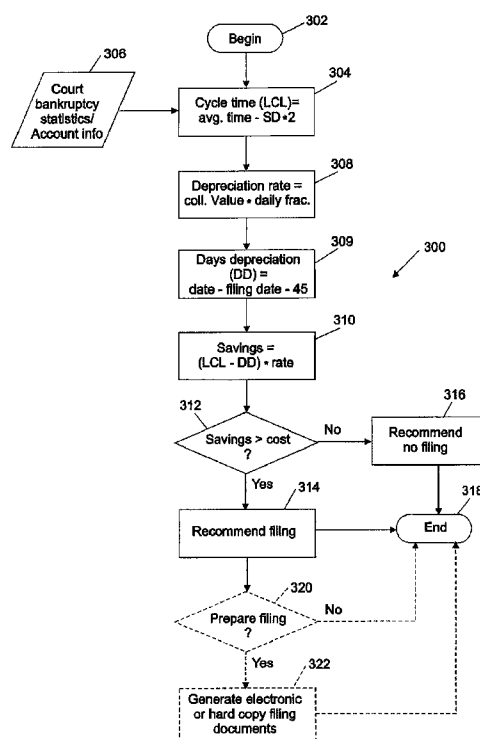 302
Begin
306
Court
bankruptcy
statistics/
Account info
304
Cycle time (LCL)=
avg. time - SD•2
308
Depreciation rate =
coll. Value • daily frac.
309
Days depreciation
(DD) =
date - filing date - 45
300
310
Savings =
(LCL - DD) • rate
312
Savings > cost
?
No
316
Recommend
no filing
Yes
314
Recommend filing
318
End
320
Prepare filing
?
No
Yes
322
Generate electronic
or hard copy filing
documents